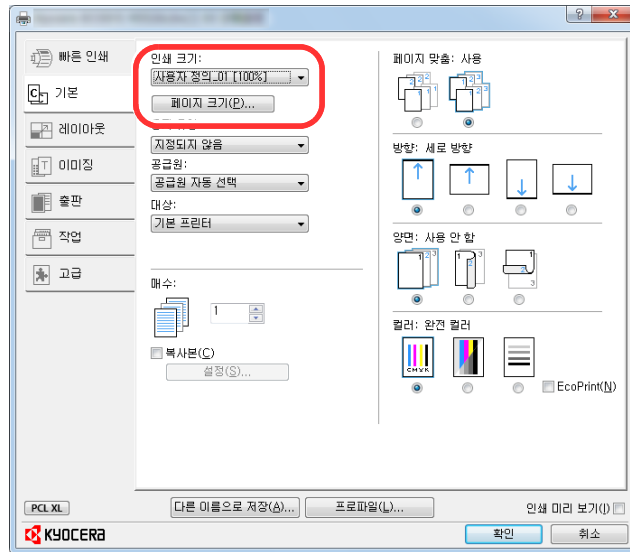 빠른 인쇄
기본
레이아웃
이미징
출판
작업
고급
인쇄 크기:
사용자 정의_01 [100%]
페이지 크기(P)...
지정되지 않음
공급원:
공급원 자동 선택
대상:
기본 프린터
매수:
1
복사본(C)
설정(S)...
페이지 맞춤: 사용
방향: 세로 방향
양면: 사용 안 함
컬러: 완전 컬러
CMYK
EcoPrint(N)
PCL XL
다른 이름으로 저장(A)...
프로파일(L)...
인쇄 미리 보기(I)
KYOCERA
확인
취소